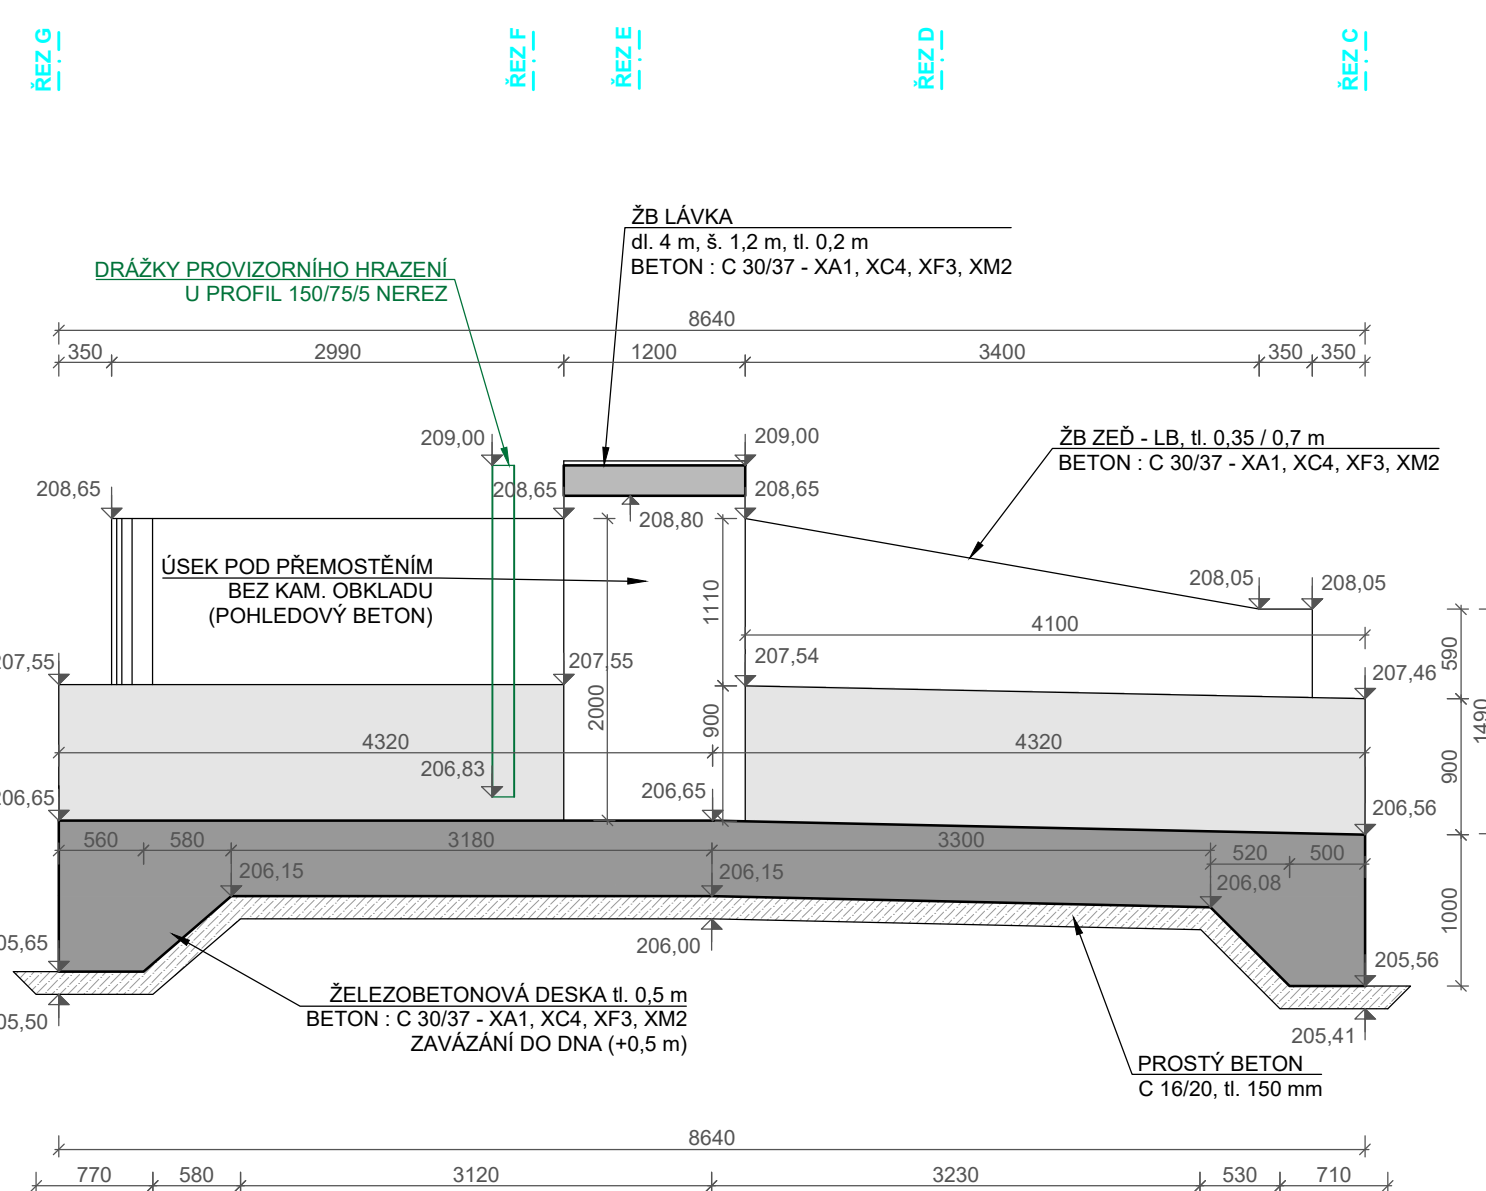 ŘEZ G
ŘEZ F
ŘEZ E
ŘEZ D
ŘEZ C
ŽB LÁVKA
dl. 4 m, š. 1,2 m, tl. 0,2 m
BETON : C 30/37 - XA1, XC4, XF3, XM2
DRÁŽKY PROVIZORNÍHO HRAZENÍ
U PROFIL 150/75/5 NEREZ
8640
350
2990
1200
3400
350
350
209,00
209,00
ŽB ZEĎ - LB, tl. 0,35 / 0,7 m
BETON : C 30/37 - XA1, XC4, XF3, XM2
208,65
208,65
208,65
208,80
ÚSEK POD PŘEMOSTĚNÍM
BEZ KAM. OBKLADU
(POHLEDOVÝ BETON)
208,05
208,05
1110
4100
590
207,55
207,55
207,54
207,46
2000
900
1490
4320
4320
900
206,83
206,65
206,65
206,56
560
580
3180
3300
520
500
206,15
206,15
206,08
1000
05,65
206,00
205,56
ŽELEZOBETONOVÁ DESKA tl. 0,5 m
BETON : C 30/37 - XA1, XC4, XF3, XM2
ZAVÁZÁNÍ DO DNA (+0,5 m)
05,50
205,41
PROSTÝ BETON
C 16/20, tl. 150 mm
8640
770
580
3120
3230
530
710